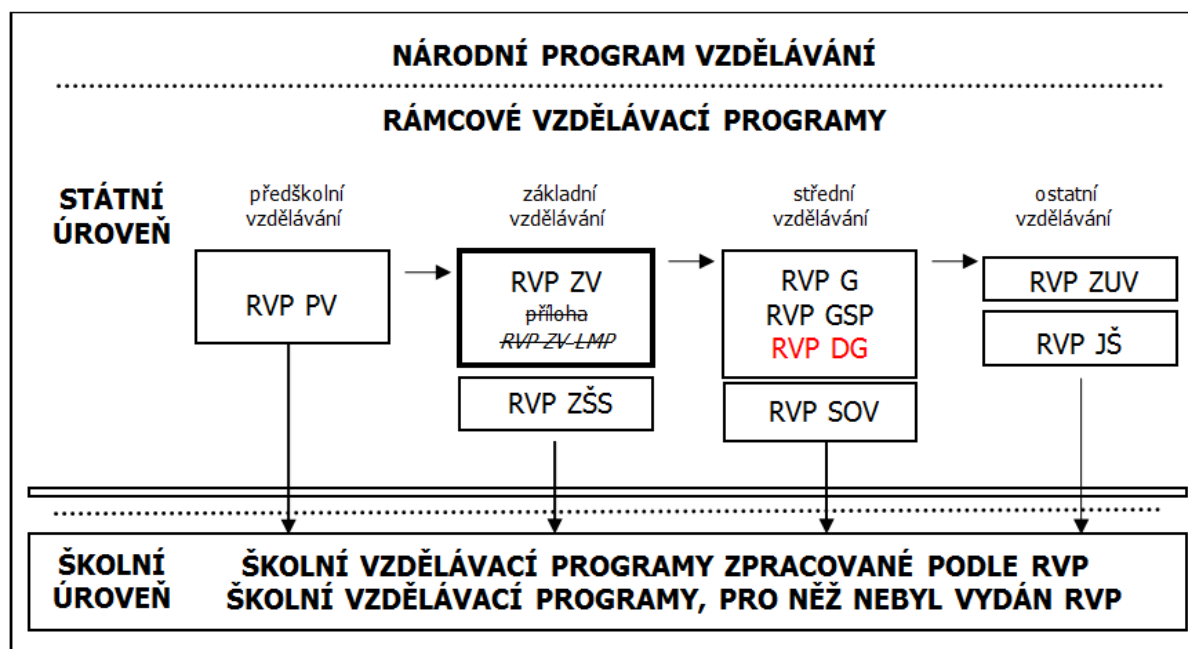 NÁRODNÍ PROGRAM VZDĚLÁVÁNÍ
RÁMCOVÉ VZDĚLÁVACÍ PROGRAMY
STÁTNÍ
ÚROVEŇ
předškolní
vzdělávání
základní
vzdělávání
střední
vzdělávání
ostatní
vzdělávání
RVP PV
RVP ZV
příloha
RVP ZV-LMP
RVP ZŠS
RVP G
RVP GSP
RVP DG
RVP SOV
RVP ZUV
RVP JŠ
ŠKOLNÍ
ÚROVEŇ
ŠKOLNÍ VZDĚLÁVACÍ PROGRAMY ZPRACOVANÉ PODLE RVP
ŠKOLNÍ VZDĚLÁVACÍ PROGRAMY, PRO NĚŽ NEBYL VYDÁN RVP